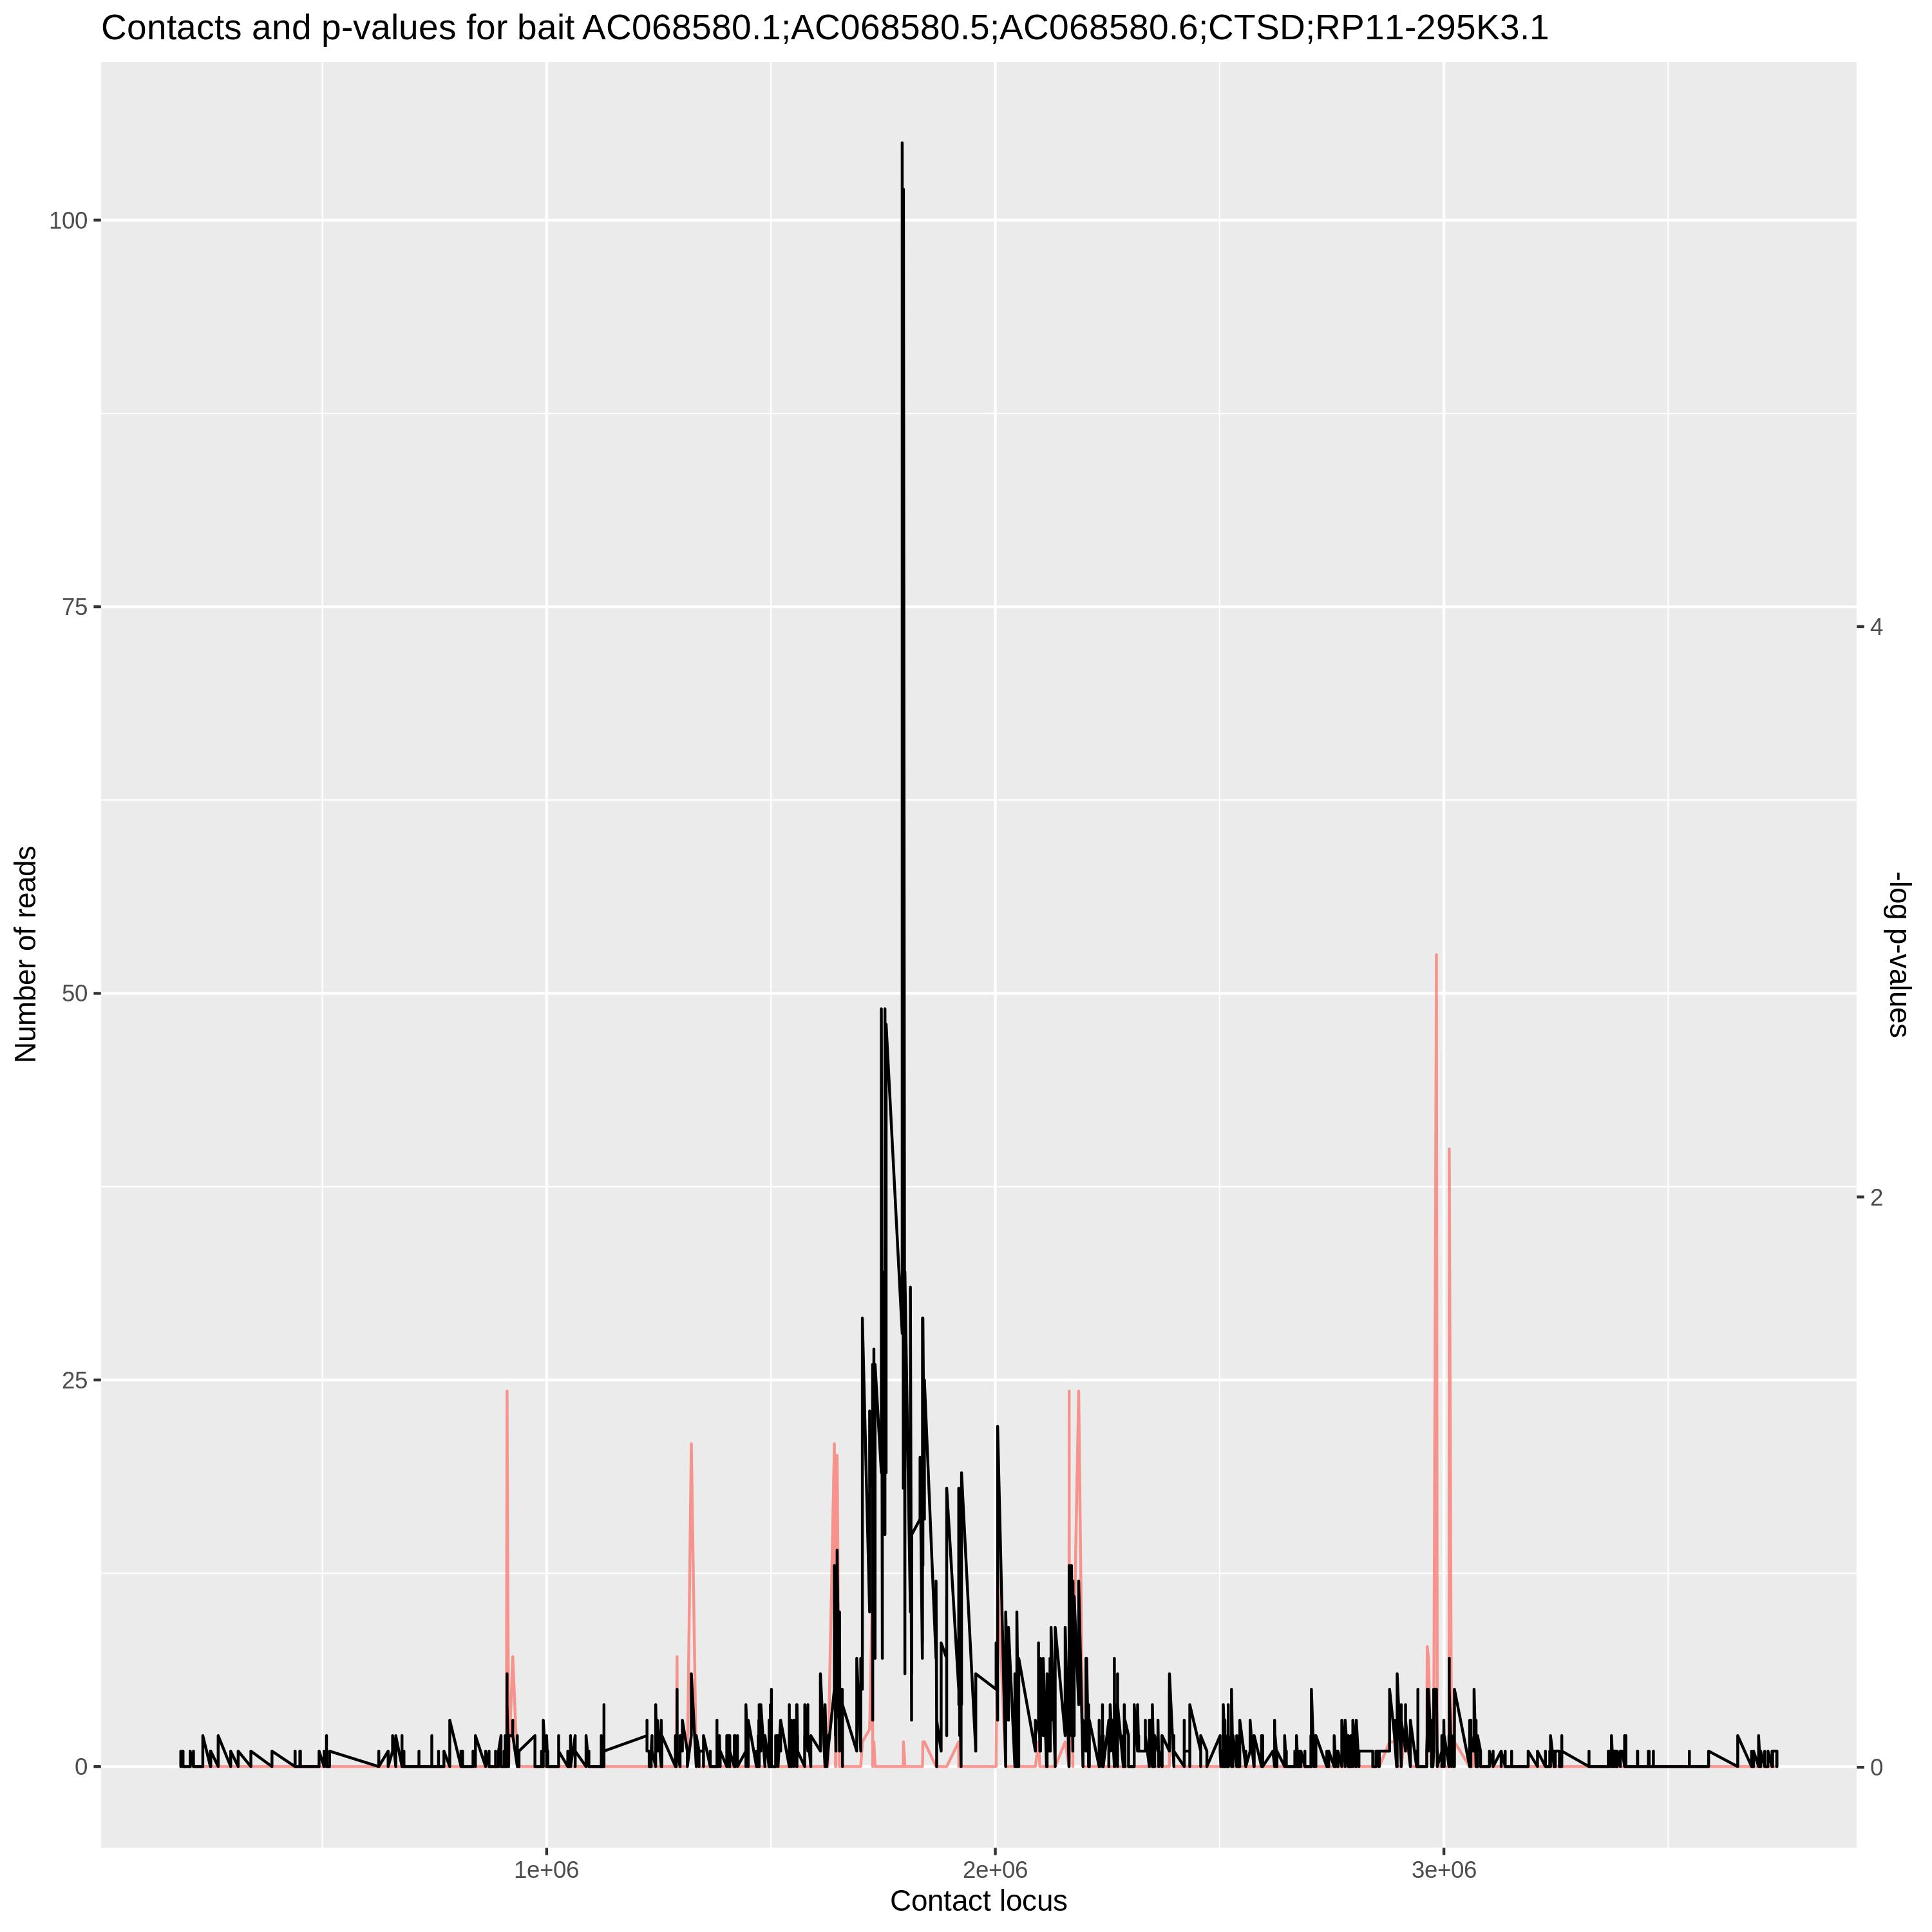 Contacts and p-values for bait AC068580.1;AC068580.5;AC068580.6;CTSD;RP11-295K3.1
100
75
50
25
0
Number of reads
4
2
0
-log p-values
1e+06 2e+06 3e+06
Contact locus